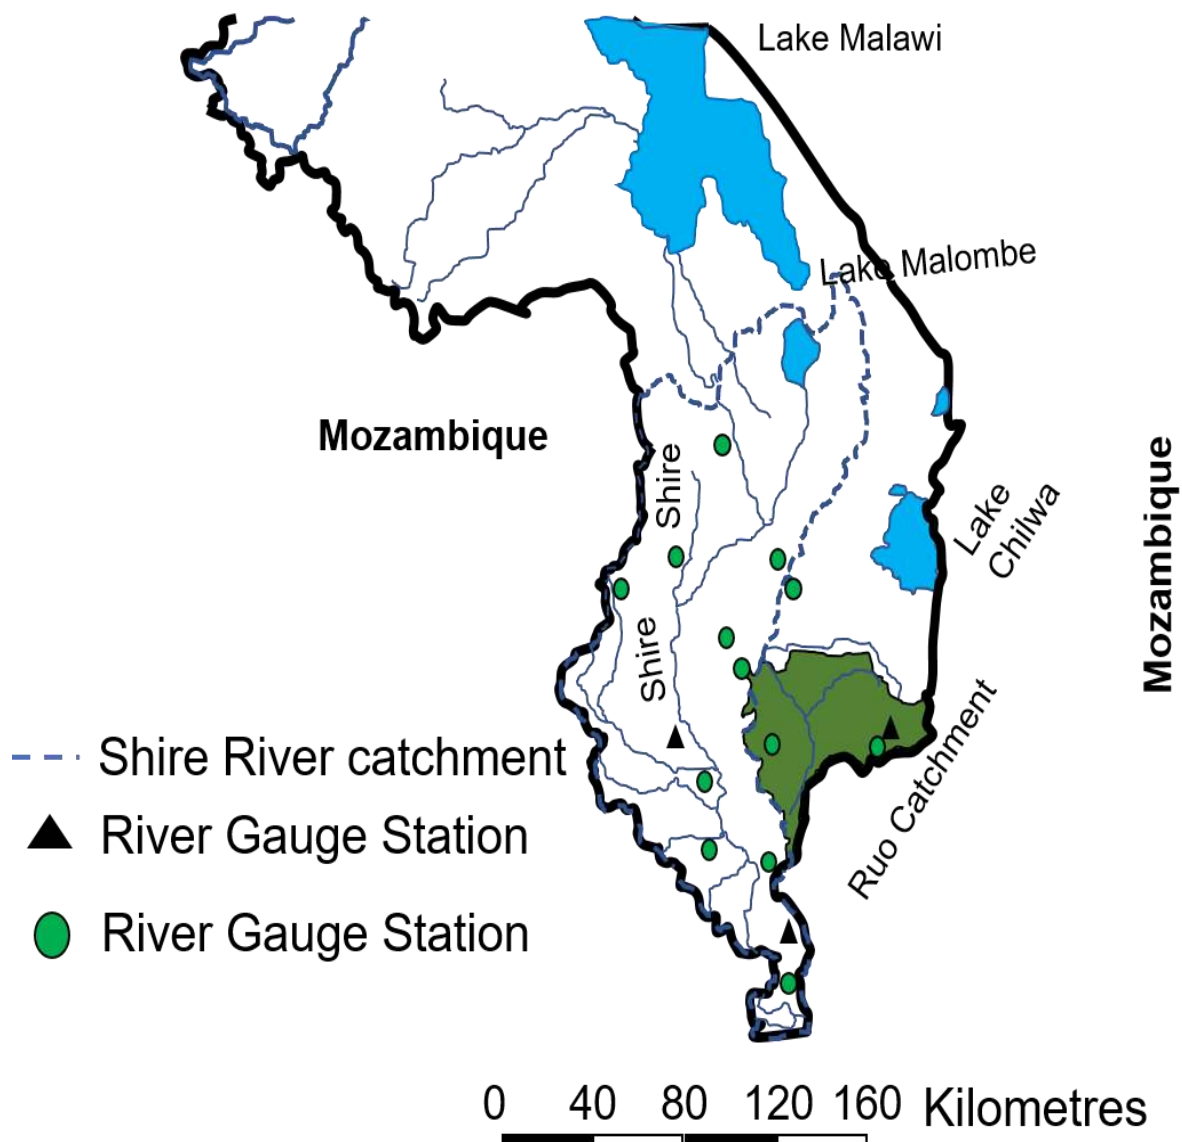 Lake Malawi
Lake Malombe
Mozambique
Shire
Lake
Chilwa
Mozambique
Shire
Ruo Catchment
Shire River catchment
River Gauge Station
River Gauge Station
0 40 80 120 160 Kilometres